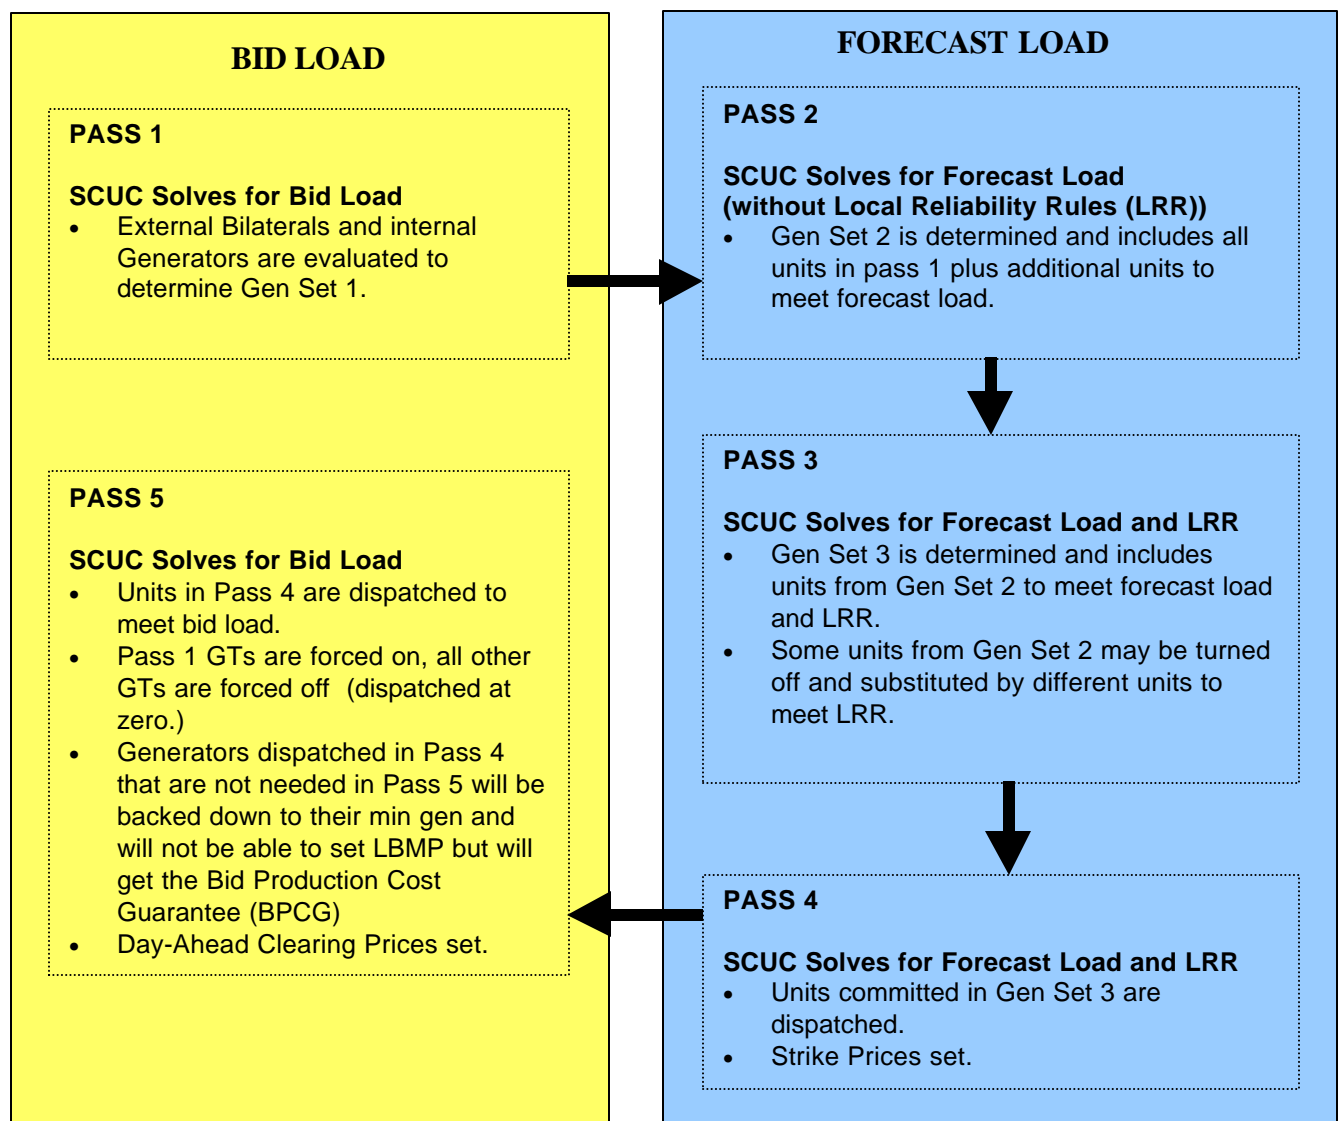 BID LOAD
PASS 1
SCUC Solves for Bid Load
• External Bilaterals and internal
Generators are evaluated to
determine Gen Set 1.
FORECAST LOAD
PASS 2
SCUC Solves for Forecast Load
(without Local Reliability Rules (LRR))
• Gen Set 2 is determined and includes all
units in pass 1 plus additional units to
meet forecast load.
PASS 3
SCUC Solves for Forecast Load and LRR
• Gen Set 3 is determined and includes
units from Gen Set 2 to meet forecast load
and LRR.
• Some units from Gen Set 2 may be turned
off and substituted by different units to
meet LRR.
PASS 4
SCUC Solves for Forecast Load and LRR
• Units committed in Gen Set 3 are
dispatched.
• Strike Prices set.
PASS 5
SCUC Solves for Bid Load
• Units in Pass 4 are dispatched to
meet bid load.
• Pass 1 GTs are forced on, all other
GTs are forced off (dispatched at
zero.)
• Generators dispatched in Pass 4
that are not needed in Pass 5 will be
backed down to their min gen and
will not be able to set LBMP but will
get the Bid Production Cost
Guarantee (BPCG)
• Day-Ahead Clearing Prices set.